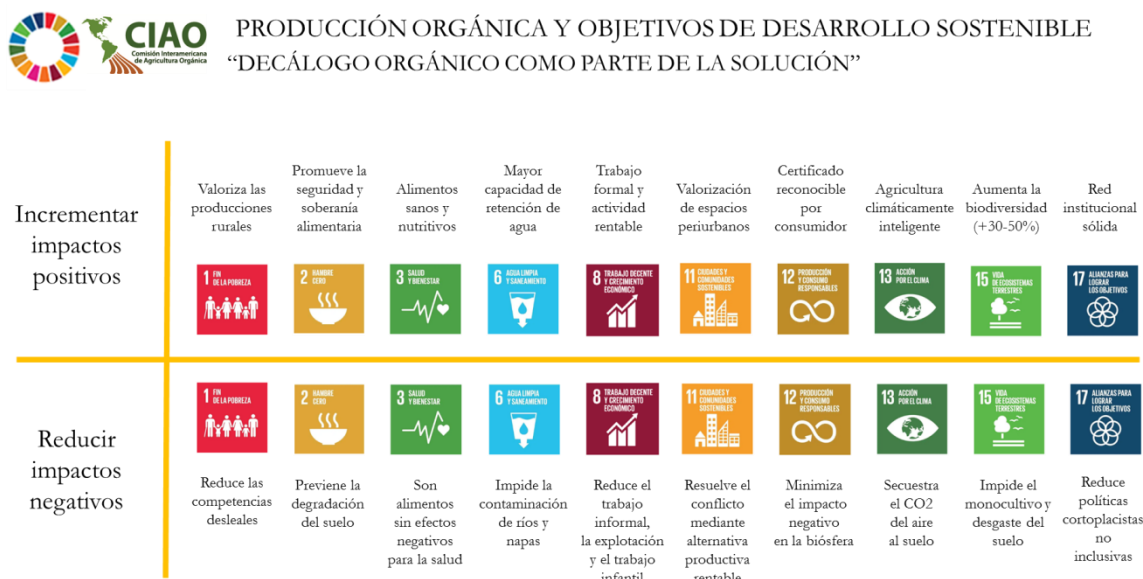 CIAO
Comisión Interamericana
de Agricultura Orgánica
PRODUCCIÓN ORGÁNICA Y OBJETIVOS DE DESARROLLO SOSTENIBLE
“DECÁLOGO ORGÁNICO COMO PARTE DE LA SOLUCIÓN”
Incrementar
impactos
positivos
Valoriza las
producciones
rurales
Promueve la
seguridad y
soberanía
alimentaria
Alimentos
sanos y
nutritivos
Mayor
capacidad de
retención de
agua
Trabajo
formal y
actividad
rentable
Valorización
de espacios
periurbanos
Certificado
reconocible
por
consumidor
Agricultura
climáticamente
inteligente
Aumenta la
biodiversidad
(+30-50%)
Red
institucional
sólida
1 FIN
DE LA POBREZA
2 HAMBRE
CERO
3 SALUD
Y BIENESTAR
6 AGUA LIMPIA
Y SANEAMIENTO
8 TRABAJO DECENTE
Y CRECIMIENTO
ECONÓMICO
11 CIUDADES Y
COMUNIDADES
SOSTENIBLES
12 PRODUCCIÓN
Y CONSUMO
RESPONSABLES
13 ACCIÓN
POR EL CLIMA
15 VIDA
DE ECOSISTEMAS
TERRESTRES
17 ALIANZAS PARA
LOGRAR
LOS OBJETIVOS
Reducir
impactos
negativos
1 FIN
DE LA POBREZA
2 HAMBRE
CERO
3 SALUD
Y BIENESTAR
6 AGUA LIMPIA
Y SANEAMIENTO
8 TRABAJO DECENTE
Y CRECIMIENTO
ECONÓMICO
11 CIUDADES Y
COMUNIDADES
SOSTENIBLES
12 PRODUCCIÓN
Y CONSUMO
RESPONSABLES
13 ACCIÓN
POR EL CLIMA
15 VIDA
DE ECOSISTEMAS
TERRESTRES
17 ALIANZAS PARA
LOGRAR
LOS OBJETIVOS
Reduce las
competencias
desleales
Previene la
degradación
del suelo
Son
alimentos
sin efectos
negativos
para la salud
Impide la
contaminación
de ríos y
napas
Reduce el
trabajo
informal,
la explotación
y el trabajo
infantil
Resuelve el
conflicto
mediante
alternativa
productiva
rentable
Minimiza
el impacto
negativo
en la biósfera
Secuestra
el CO2
del aire
al suelo
Impide el
monocultivo y
desgaste del
suelo
Reduce
políticas
cortoplacistas
no
inclusivas